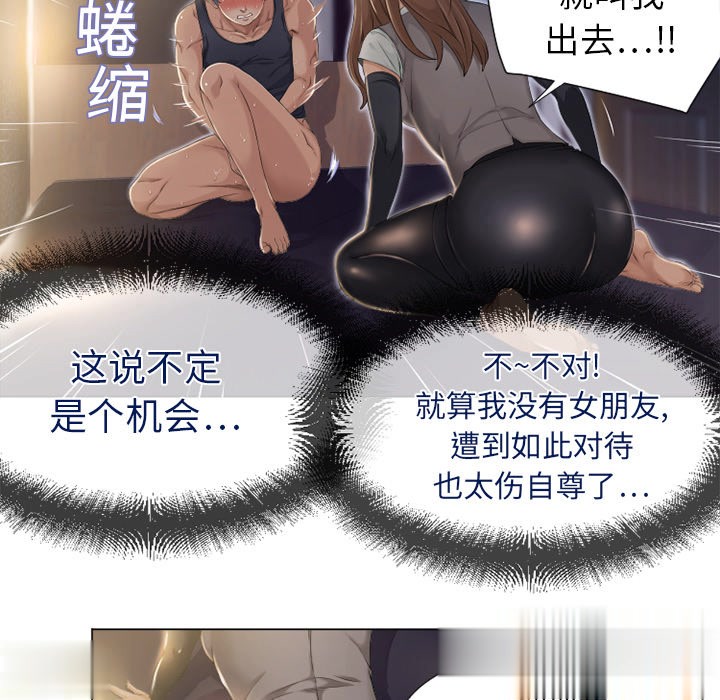 出去...!!
蜷缩
这说不定
是个机会...
不~不对!
就算我没有女朋友,
遭到如此对待
也太伤自尊了...